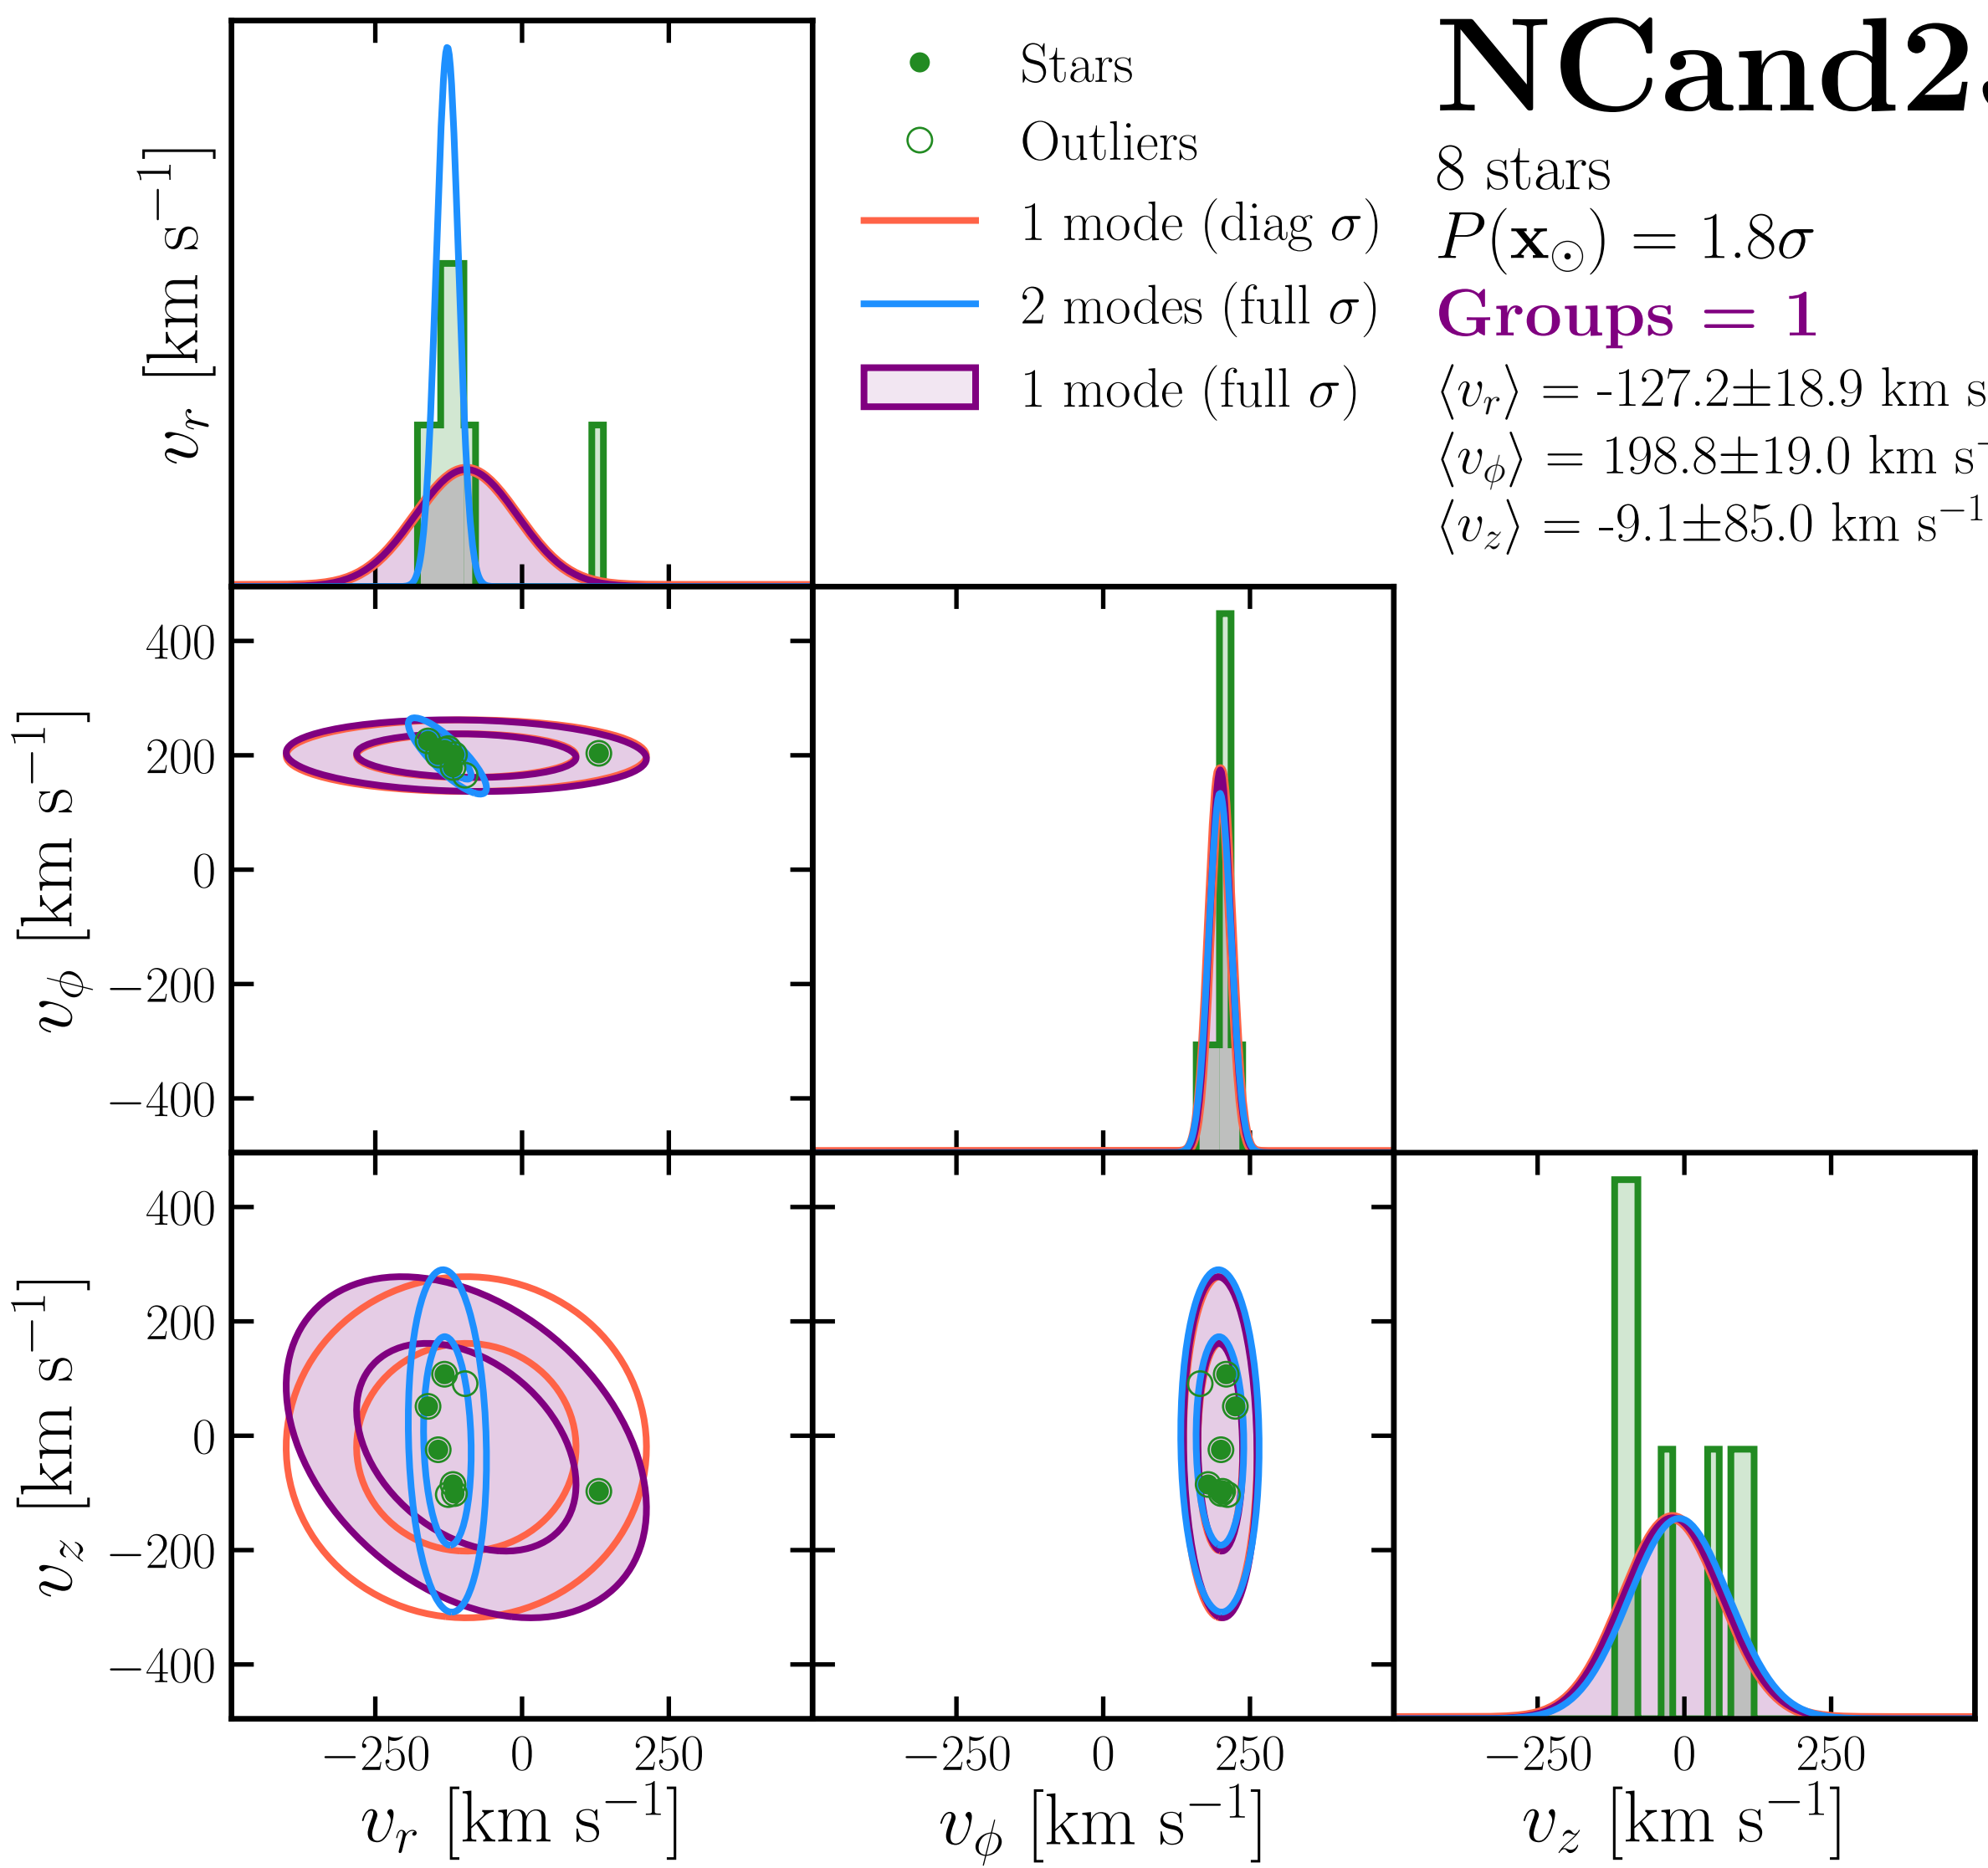 NCand2
8 stars
P(x⊙) = 1.8σ
Groups = 1
⟨v_r⟩ = -127.2±18.9 km s
⟨v_ϕ⟩ = 198.8±19.0 km s⁻
⟨v_z⟩ = -9.1±85.0 km s⁻¹
Stars
Outliers
1 mode (diag σ)
2 modes (full σ)
1 mode (full σ)
v_r [km s⁻¹]
400
200
0
−200
−400
v_ϕ [km s⁻¹]
400
200
0
−200
−400
v_z [km s⁻¹]
−250 0 250
v_r [km s⁻¹]
−250 0 250
v_ϕ [km s⁻¹]
−250 0 250
v_z [km s⁻¹]